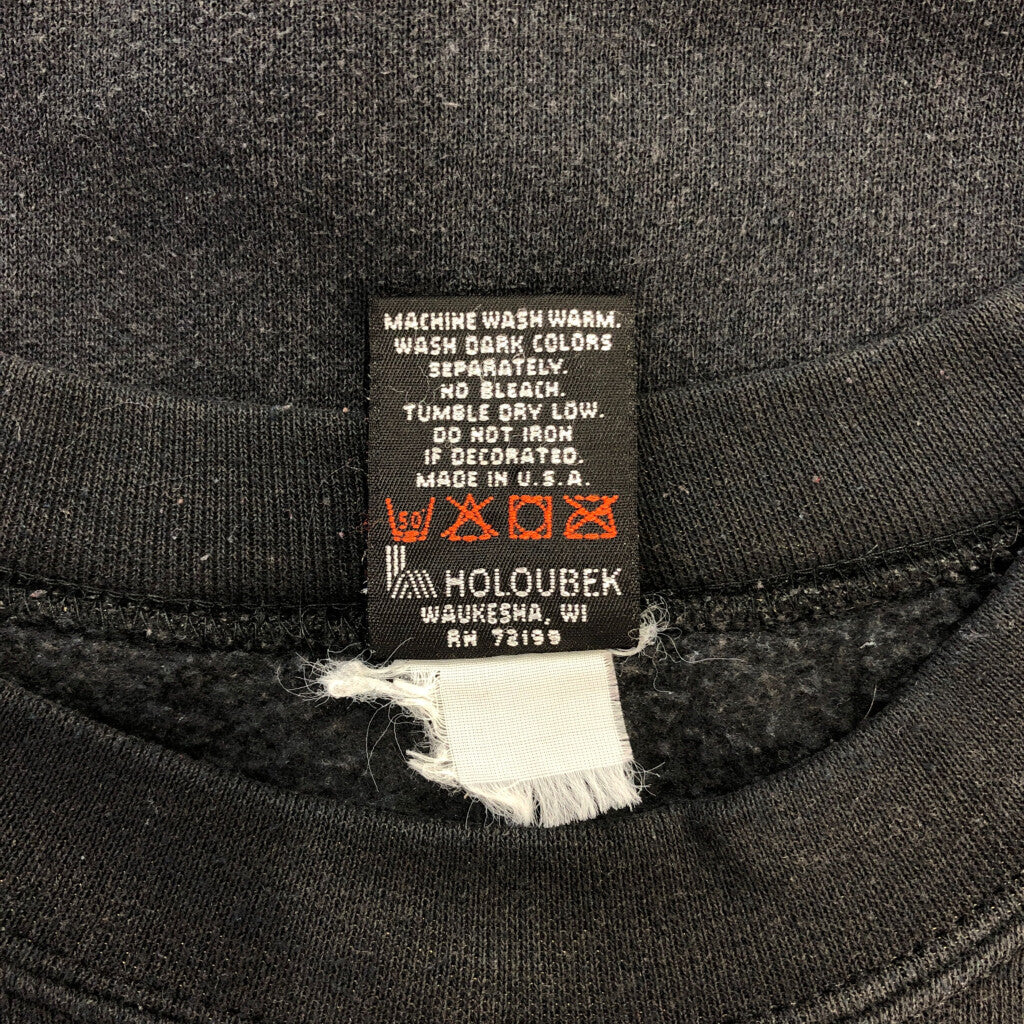 MACHINE WASH WARM.
WASH DARK COLORS
SEPARATELY.
NO BLEACH.
TUMBLE DRY LOW.
DO NOT IRON
IF DECORATED.
MADE IN U.S.A.
50
HOLOUBEK
WAUKESHA, WI
RN 72199